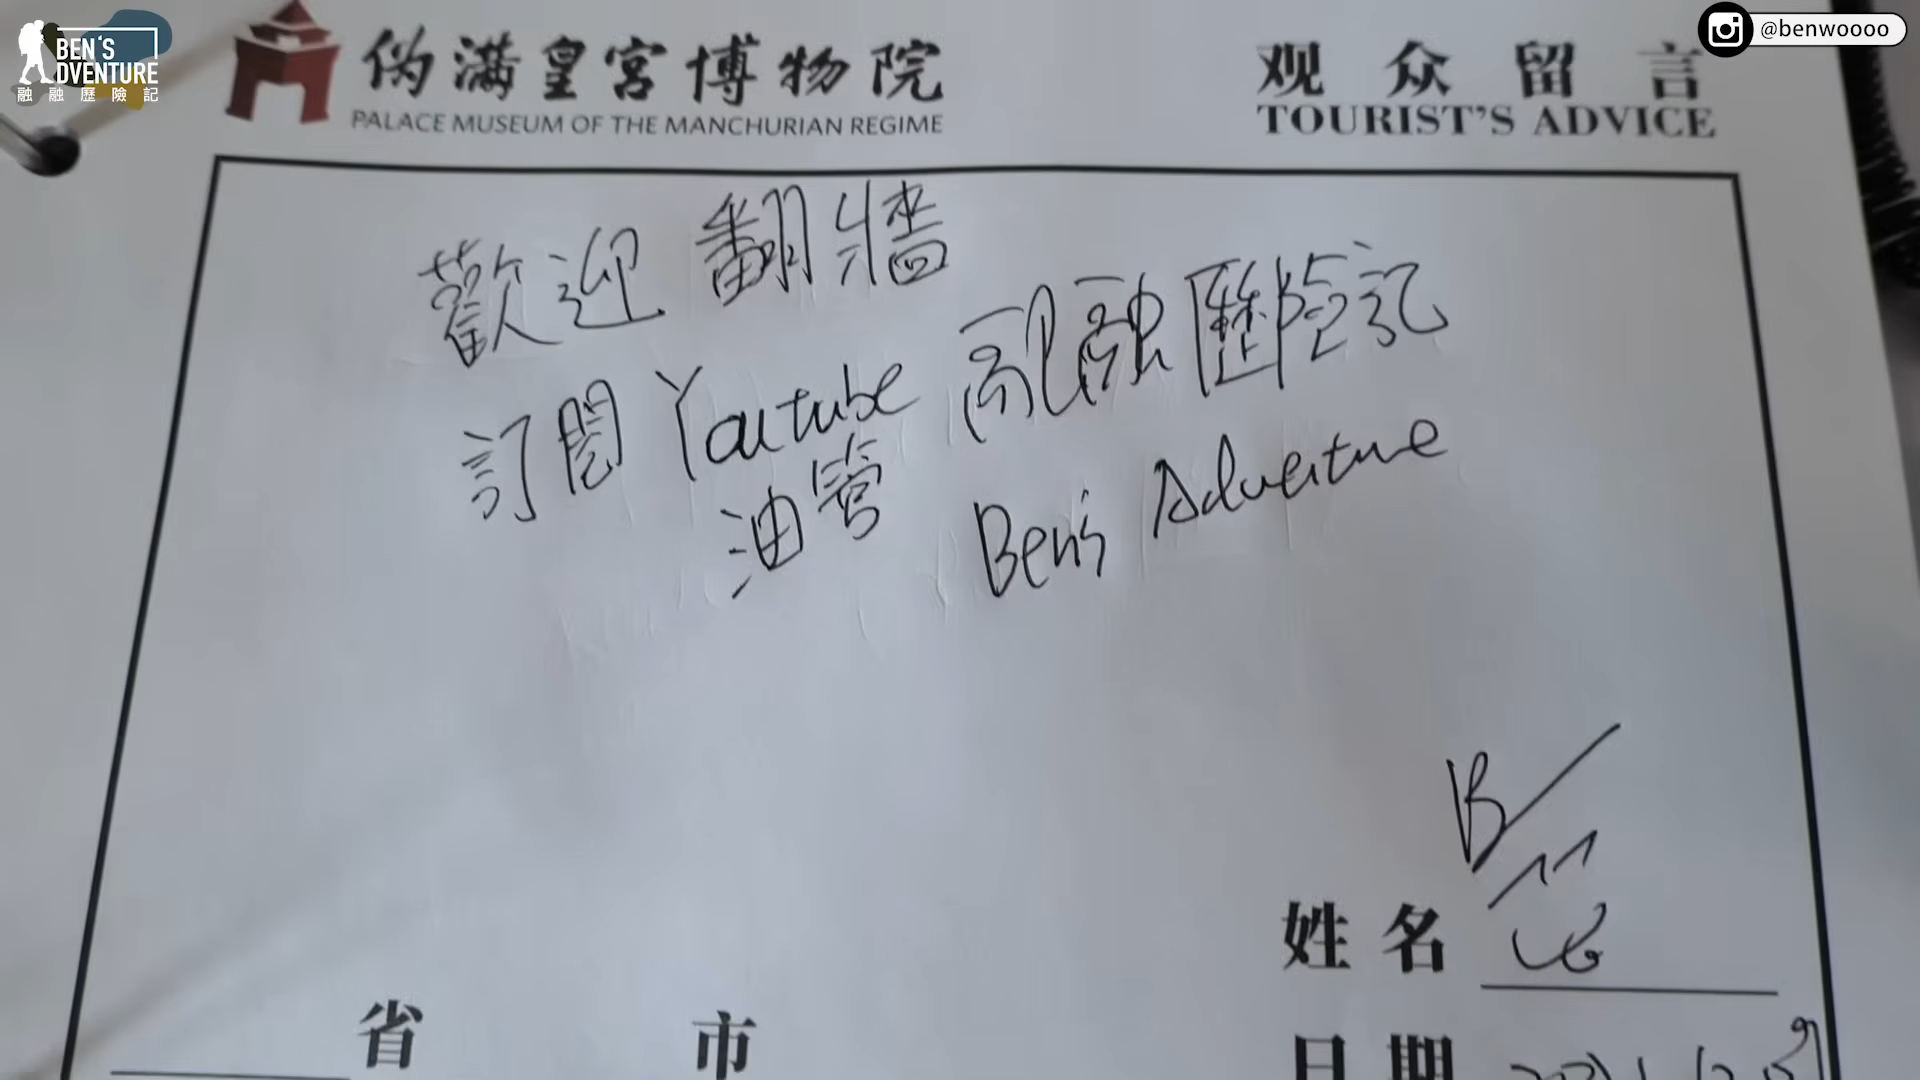 BEN'S
ADVENTURE
融融歷險記
@benwoooo
伪满皇宫博物院
PALACE MUSEUM OF THE MANCHURIAN REGIME
观众留言
TOURIST'S ADVICE
歡迎 翻牆
訂閱 Youtube 融融歷險記
油管 Ben's Adventure
B
姓名
省 市
日期